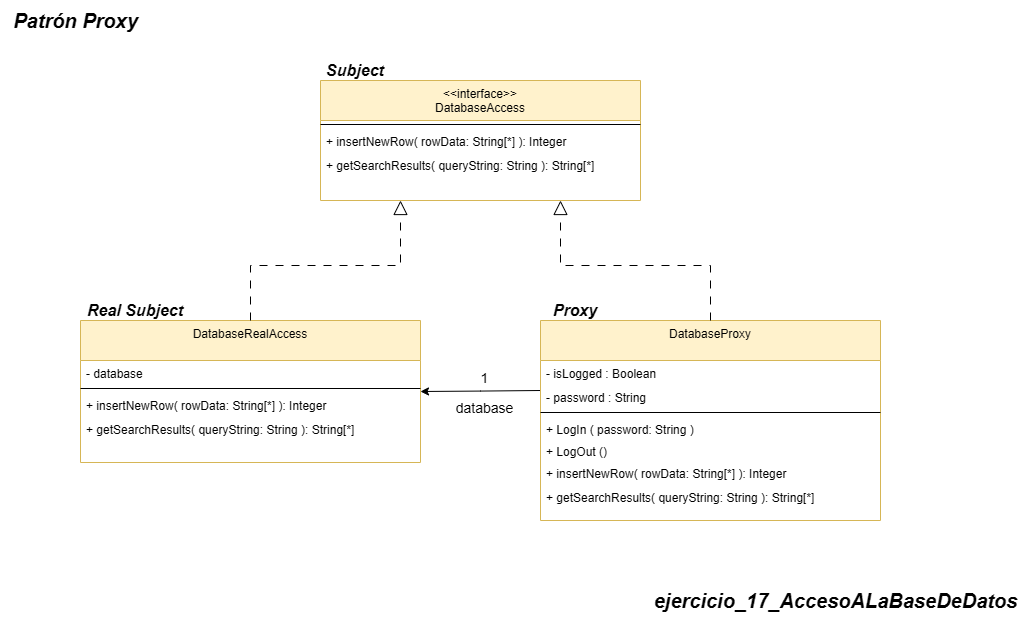 Patrón Proxy
Subject
<<interface>>
DatabaseAccess
+ insertNewRow( rowData: String[*] ): Integer
+ getSearchResults( queryString: String ): String[*]
Real Subject
DatabaseRealAccess
- database
+ insertNewRow( rowData: String[*] ): Integer
+ getSearchResults( queryString: String ): String[*]
1
database
Proxy
DatabaseProxy
- isLogged : Boolean
- password : String
+ LogIn ( password: String )
+ LogOut ()
+ insertNewRow( rowData: String[*] ): Integer
+ getSearchResults( queryString: String ): String[*]
ejercicio_17_AccesoALaBaseDeDatos